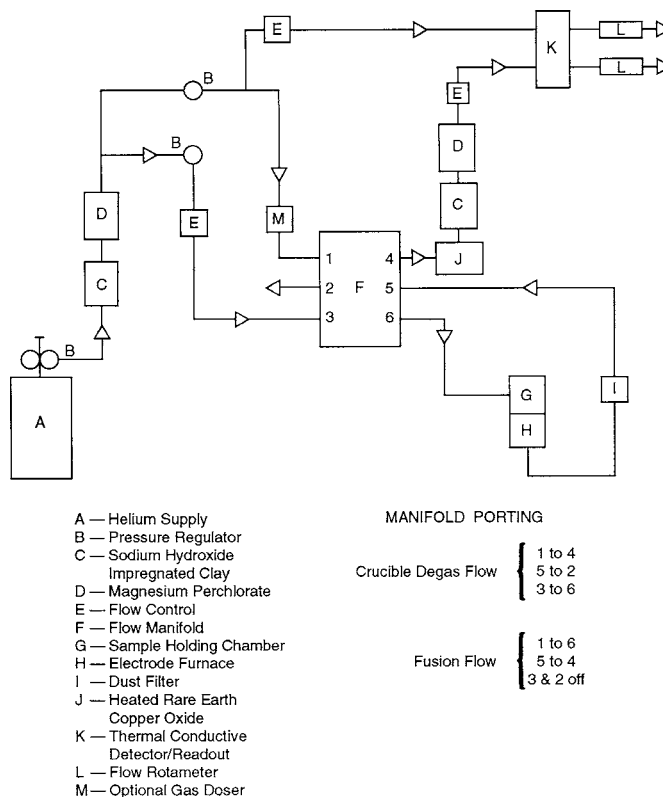 E
K
L
L
B
E
B
D
D
E
M
C
C
1 4
2 F 5
3 6
J
B
A
G
H
I
A — Helium Supply
B — Pressure Regulator
C — Sodium Hydroxide
Impregnated Clay
D — Magnesium Perchlorate
E — Flow Control
F — Flow Manifold
G — Sample Holding Chamber
H — Electrode Furnace
I — Dust Filter
J — Heated Rare Earth
Copper Oxide
K — Thermal Conductive
Detector/Readout
L — Flow Rotameter
M — Optional Gas Doser
MANIFOLD PORTING
Crucible Degas Flow
1 to 4
5 to 2
3 to 6
Fusion Flow
1 to 6
5 to 4
3 & 2 off